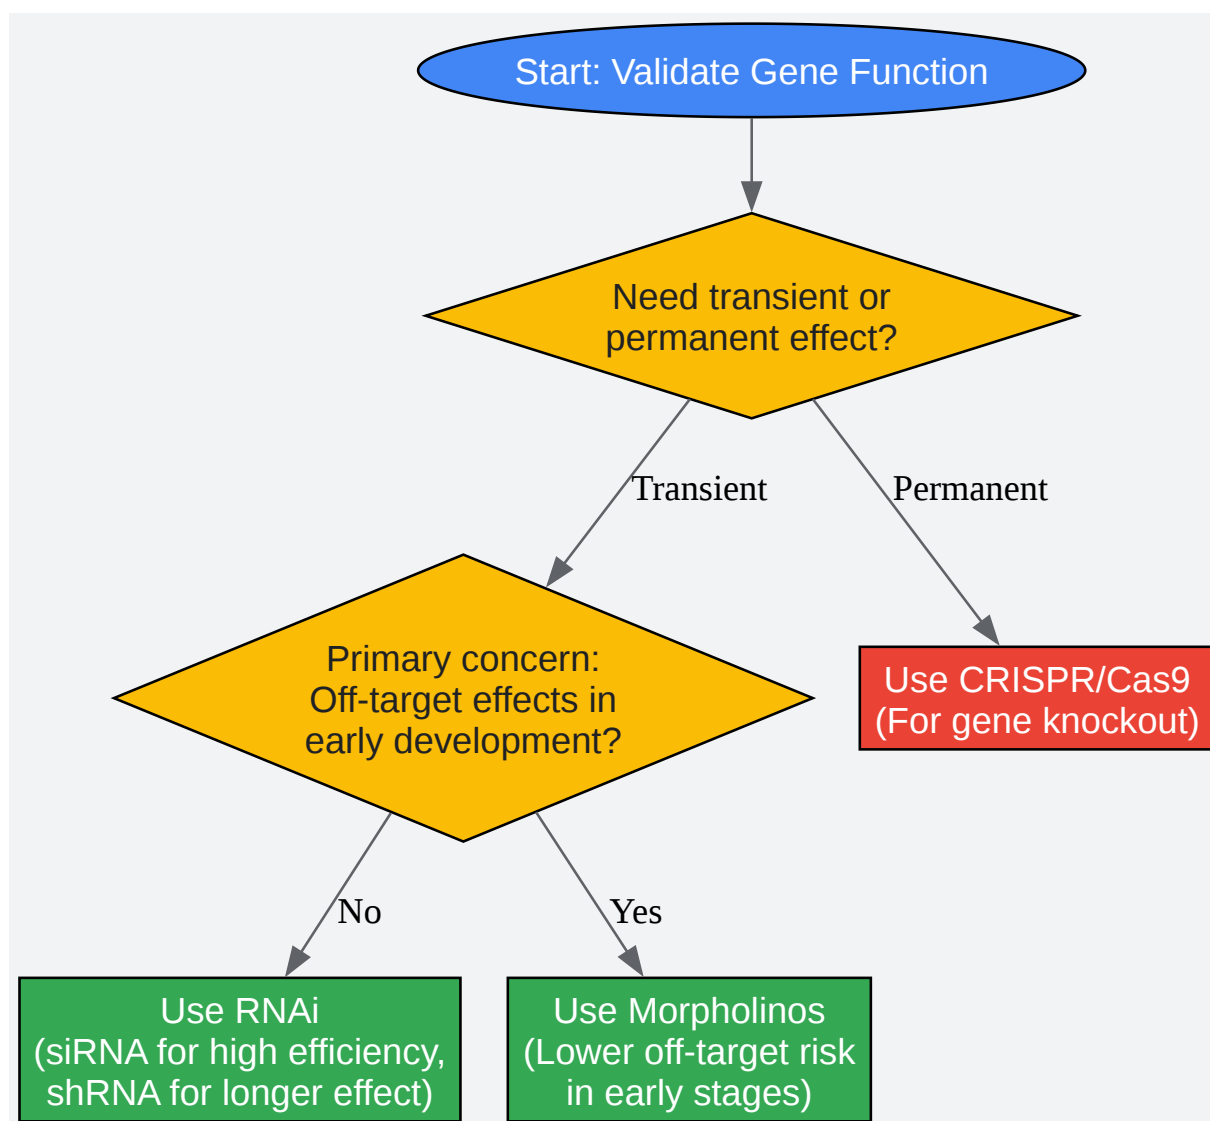 Start: Validate Gene Function
Need transient or
permanent effect?
Transient
Permanent
Primary concern:
Off-target effects in
early development?
Use CRISPR/Cas9
(For gene knockout)
No
Yes
Use RNAi
(siRNA for high efficiency,
shRNA for longer effect)
Use Morpholinos
(Lower off-target risk
in early stages)